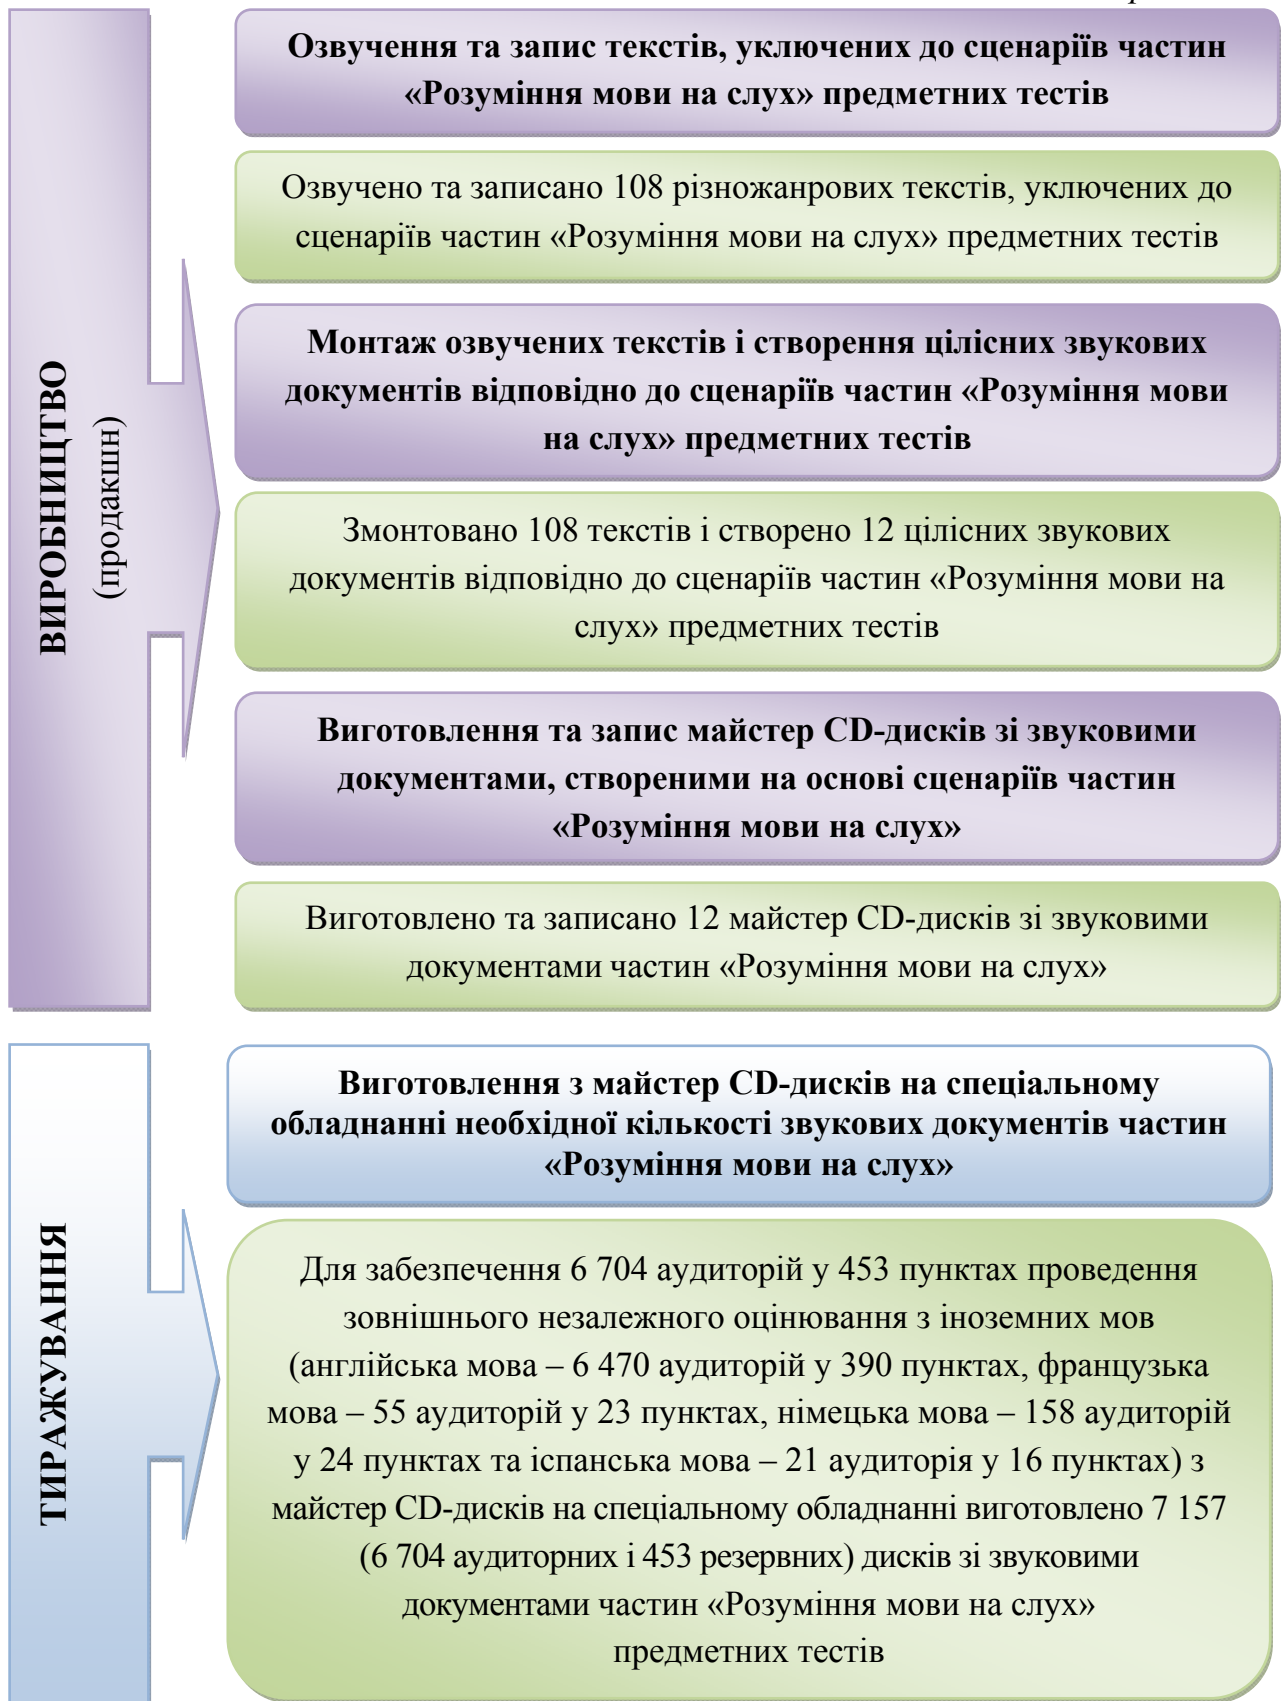 Озвучення та запис текстів, уключених до сценаріїв частин
«Розуміння мови на слух» предметних тестів
Озвучено та записано 108 різножанрових текстів, уключених до
сценаріїв частин «Розуміння мови на слух» предметних тестів
Монтаж озвучених текстів і створення цілісних звукових
документів відповідно до сценаріїв частин «Розуміння мови
на слух» предметних тестів
ВИРОБНИЦТВО
(продакшн)
Змонтовано 108 текстів і створено 12 цілісних звукових
документів відповідно до сценаріїв частин «Розуміння мови на
слух» предметних тестів
Виготовлення та запис майстер CD-дисків зі звуковими
документами, створеними на основі сценаріїв частин
«Розуміння мови на слух»
Виготовлено та записано 12 майстер CD-дисків зі звуковими
документами частин «Розуміння мови на слух»
Виготовлення з майстер CD-дисків на спеціальному
обладнанні необхідної кількості звукових документів частин
«Розуміння мови на слух»
ТИРАЖУВАННЯ
Для забезпечення 6 704 аудиторій у 453 пунктах проведення
зовнішнього незалежного оцінювання з іноземних мов
(англійська мова – 6 470 аудиторій у 390 пунктах, французька
мова – 55 аудиторій у 23 пунктах, німецька мова – 158 аудиторій
у 24 пунктах та іспанська мова – 21 аудиторія у 16 пунктах) з
майстер CD-дисків на спеціальному обладнанні виготовлено 7 157
(6 704 аудиторних і 453 резервних) дисків зі звуковими
документами частин «Розуміння мови на слух»
предметних тестів